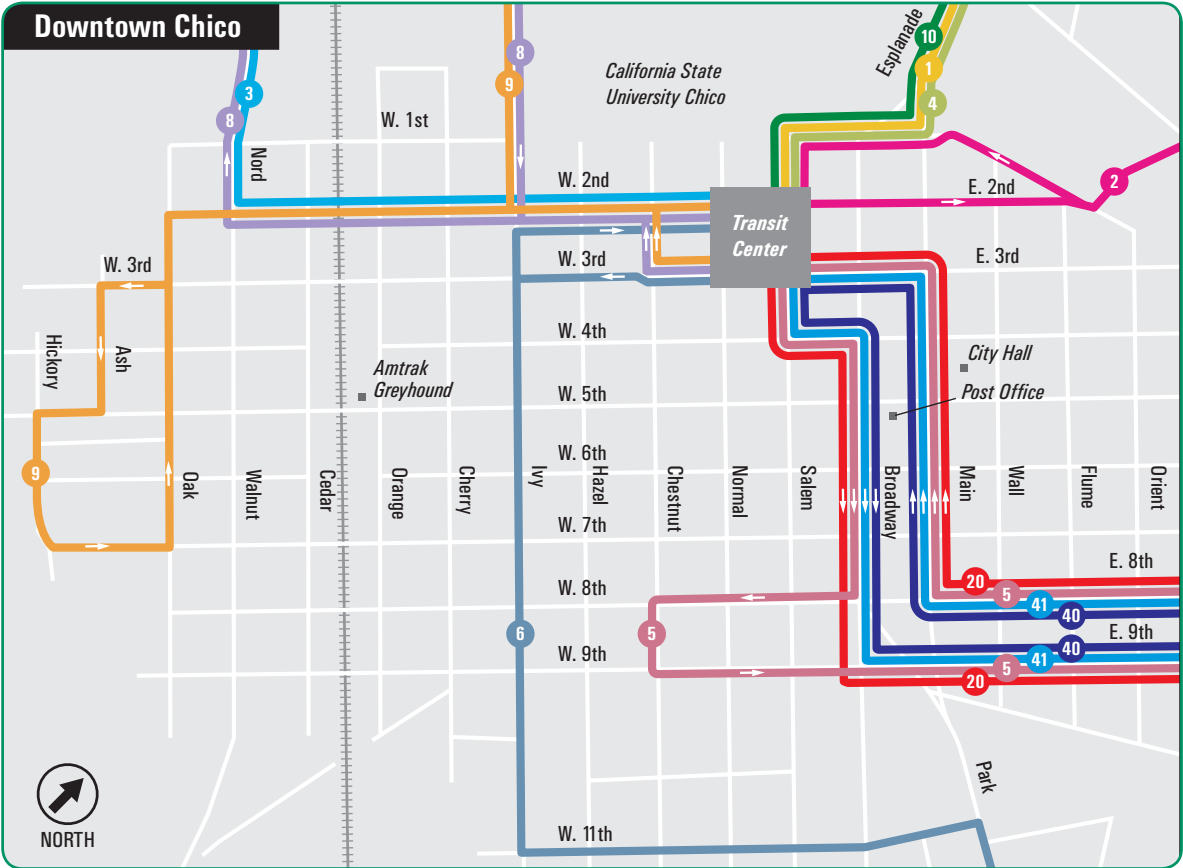 Downtown Chico
8
10
Esplanade
1
4
9
California State
University Chico
3
8
W. 1st
Nord
W. 2nd
E. 2nd
2
Transit
Center
W. 3rd
W. 3rd
E. 3rd
W. 4th
Hickory
Ash
Amtrak
Greyhound
City Hall
Post Office
W. 5th
W. 6th
9
Oak
Walnut
Cedar
Orange
Cherry
Ivy
Hazel
Chestnut
Normal
Salem
Broadway
Main
Wall
Flume
Orient
W. 7th
E. 8th
W. 8th
20
5
41
40
6
5
E. 9th
W. 9th
40
41
5
20
Park
NORTH
W. 11th